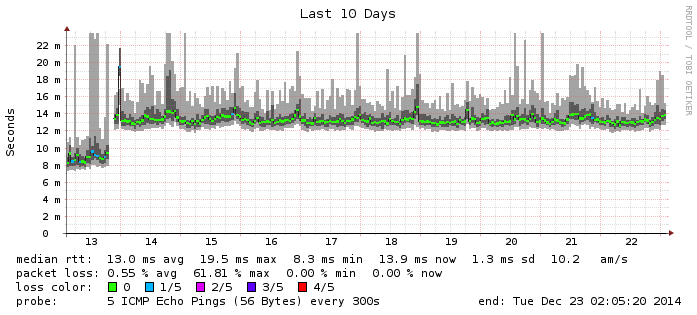 Last 10 Days
RRDTOOL / TOBI OETIKER
Seconds
22 m
20 m
18 m
16 m
14 m
12 m
10 m
8 m
6 m
4 m
2 m
0
13 14 15 16 17 18 19 20 21 22
median rtt: 13.0 ms avg 19.5 ms max 8.3 ms min 13.9 ms now 1.3 ms sd 10.2 am/s
packet loss: 0.55 % avg 61.81 % max 0.00 % min 0.00 % now
loss color: 0 1/5 2/5 3/5 4/5
probe: 5 ICMP Echo Pings (56 Bytes) every 300s end: Tue Dec 23 02:05:20 2014